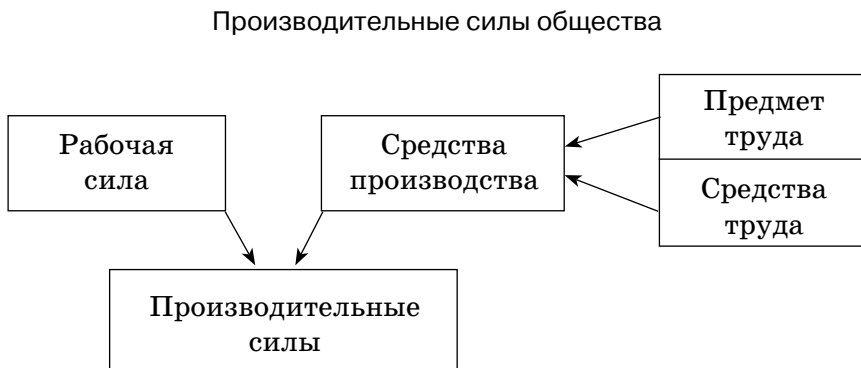 Производительные силы общества
Рабочая
сила
Средства
производства
Предмет
труда
Средства
труда
Производительные
силы